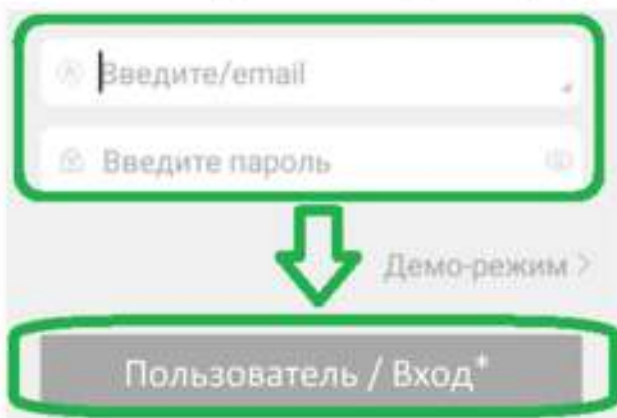 Введите/email
Введите пароль
Демо-режим >
Пользователь / Вход*